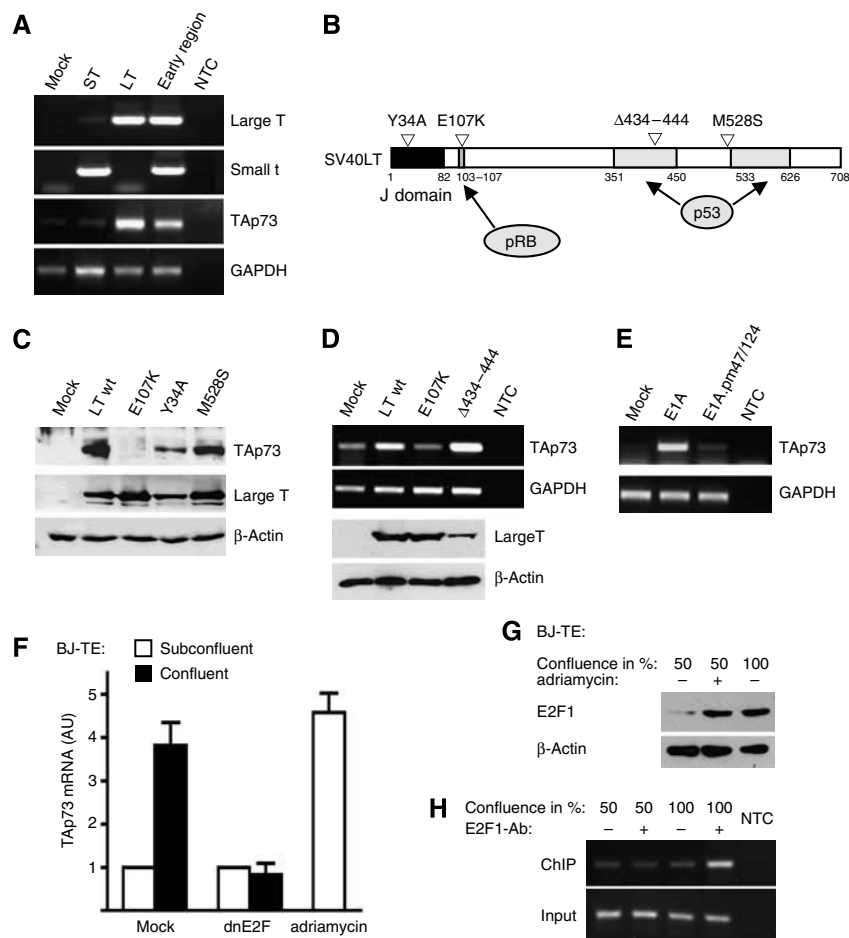 A
Mock
ST
LT
Early region
NTC
Large T
Small t
TAp73
GAPDH
B
Y34A E107K Δ434–444 M528S
SV40LT
1 82 103–107 351 450 533 626 708
J domain
pRB
p53
C
Mock
LT wt
E107K
Y34A
M528S
TAp73
Large T
β-Actin
D
Mock
LT wt
E107K
Δ434–444
NTC
TAp73
GAPDH
LargeT
β-Actin
E
Mock
E1A
E1A.pm47/124
NTC
TAp73
GAPDH
F
BJ-TE: Subconfluent
Confluent
TAp73 mRNA (AU)
5
4
3
2
1
Mock dnE2F adriamycin
G
BJ-TE:
Confluence in %: 50 50 100
adriamycin: – + –
E2F1
β-Actin
H
Confluence in %: 50 50 100 100 NTC
E2F1-Ab: – + – +
ChIP
Input